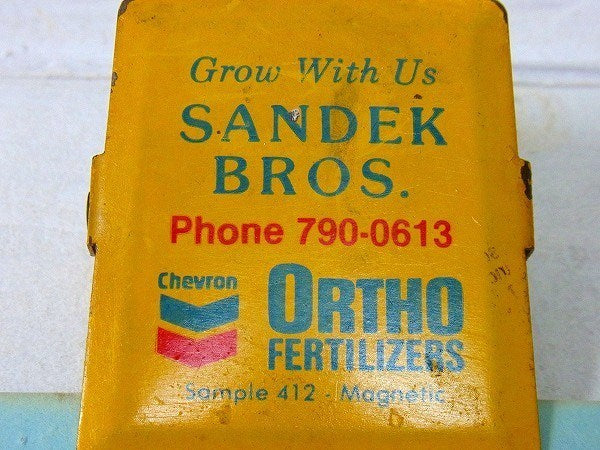 Grow With Us
SANDEK
BROS.
Phone 790-0613
Chevron
ORTHO
FERTILIZERS
Sample 412 - Magnetic